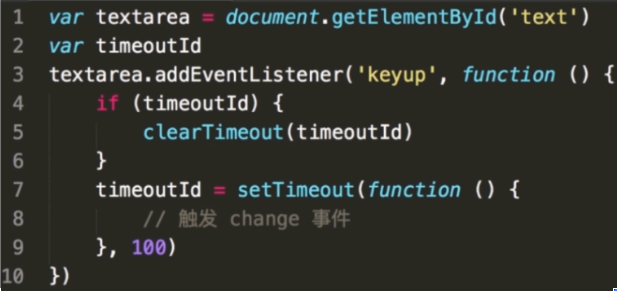 1 var textarea = document.getElementById('text')
2 var timeoutId
3 textarea.addEventListener('keyup', function () {
4     if (timeoutId) {
5         clearTimeout(timeoutId)
6     }
7     timeoutId = setTimeout(function () {
8         // 触发 change 事件
9     }, 100)
10 })